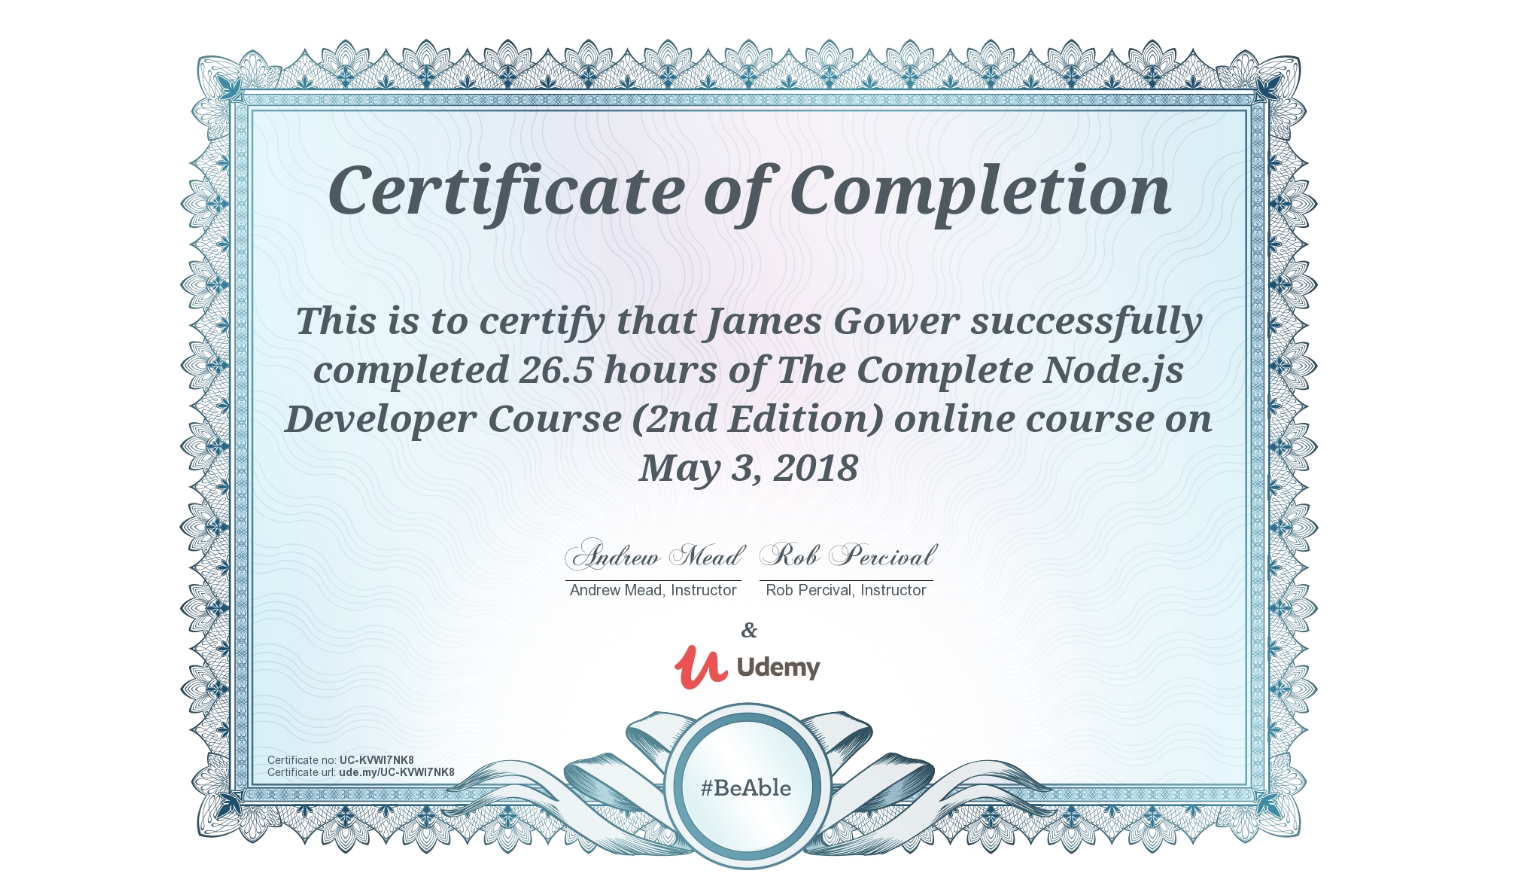 Certificate of Completion
This is to certify that James Gower successfully
completed 26.5 hours of The Complete Node.js
Developer Course (2nd Edition) online course on
May 3, 2018
Andrew Mead Rob Percival
Andrew Mead, Instructor Rob Percival, Instructor
&
Udemy
Certificate no: UC-KVWI7NK8
Certificate url: ude.my/UC-KVWI7NK8
#BeAble